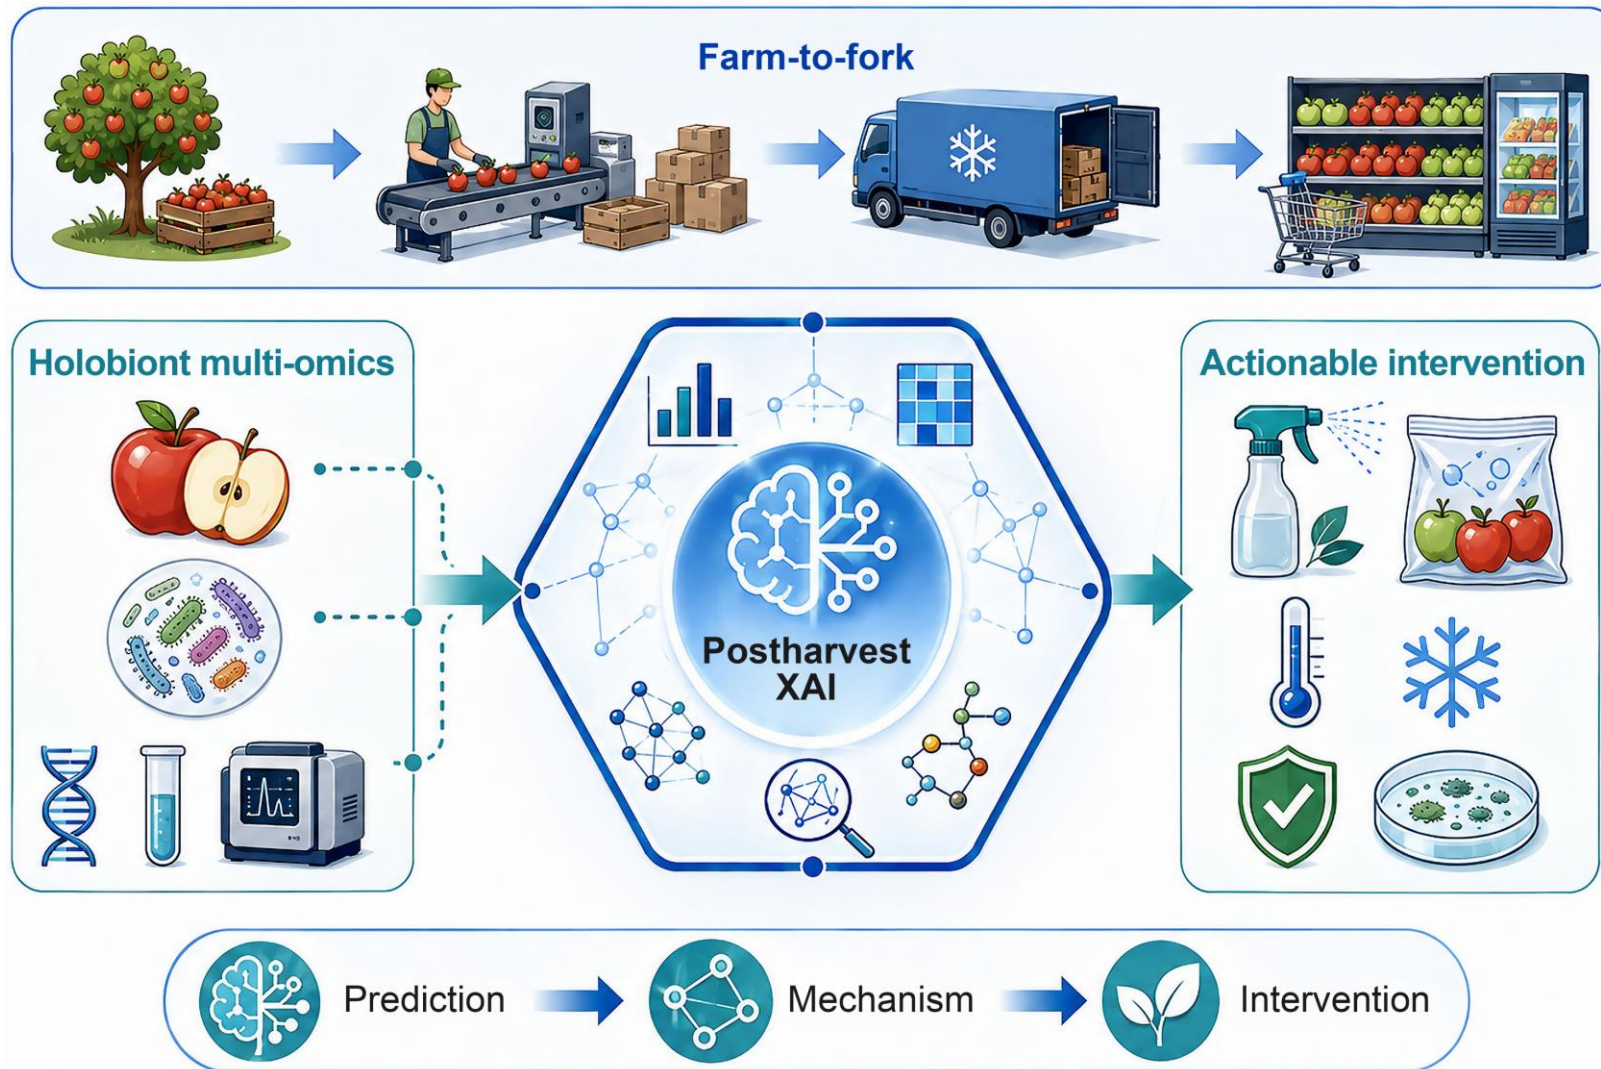 Farm-to-fork
Holobiont multi-omics
Actionable intervention
Postharvest
XAI
Prediction
Mechanism
Intervention